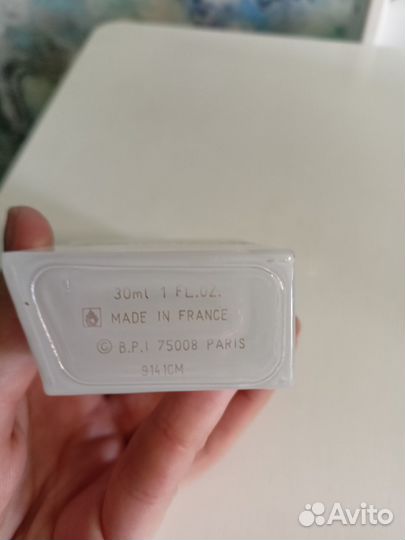 30ml 1 FL.OZ.
MADE IN FRANCE
© B.P.I 75008 PARIS
9141CM
Avito